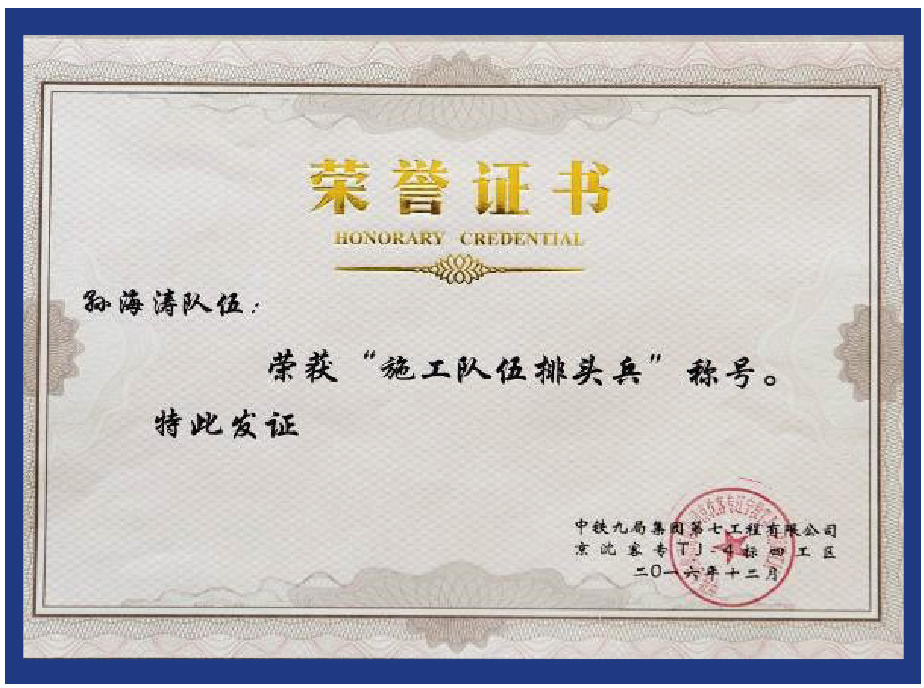 荣誉证书
HONORARY CREDENTIAL
孙海涛队伍：
荣获“施工队伍排头兵”称号。
特此发证
中铁九局集团第七工程有限公司
京沈客专TJ-4标四工区
二0一六年十二月